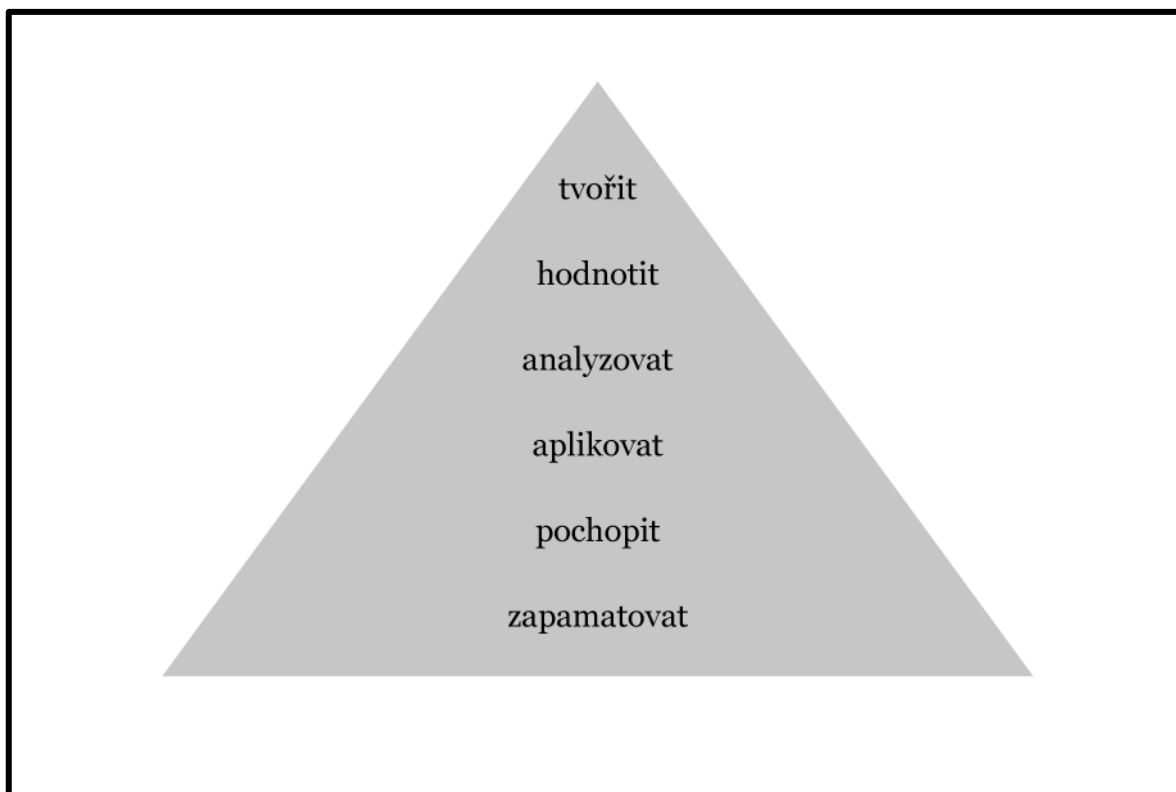 tvořit
hodnotit
analyzovat
aplikovat
pochopit
zapamatovat